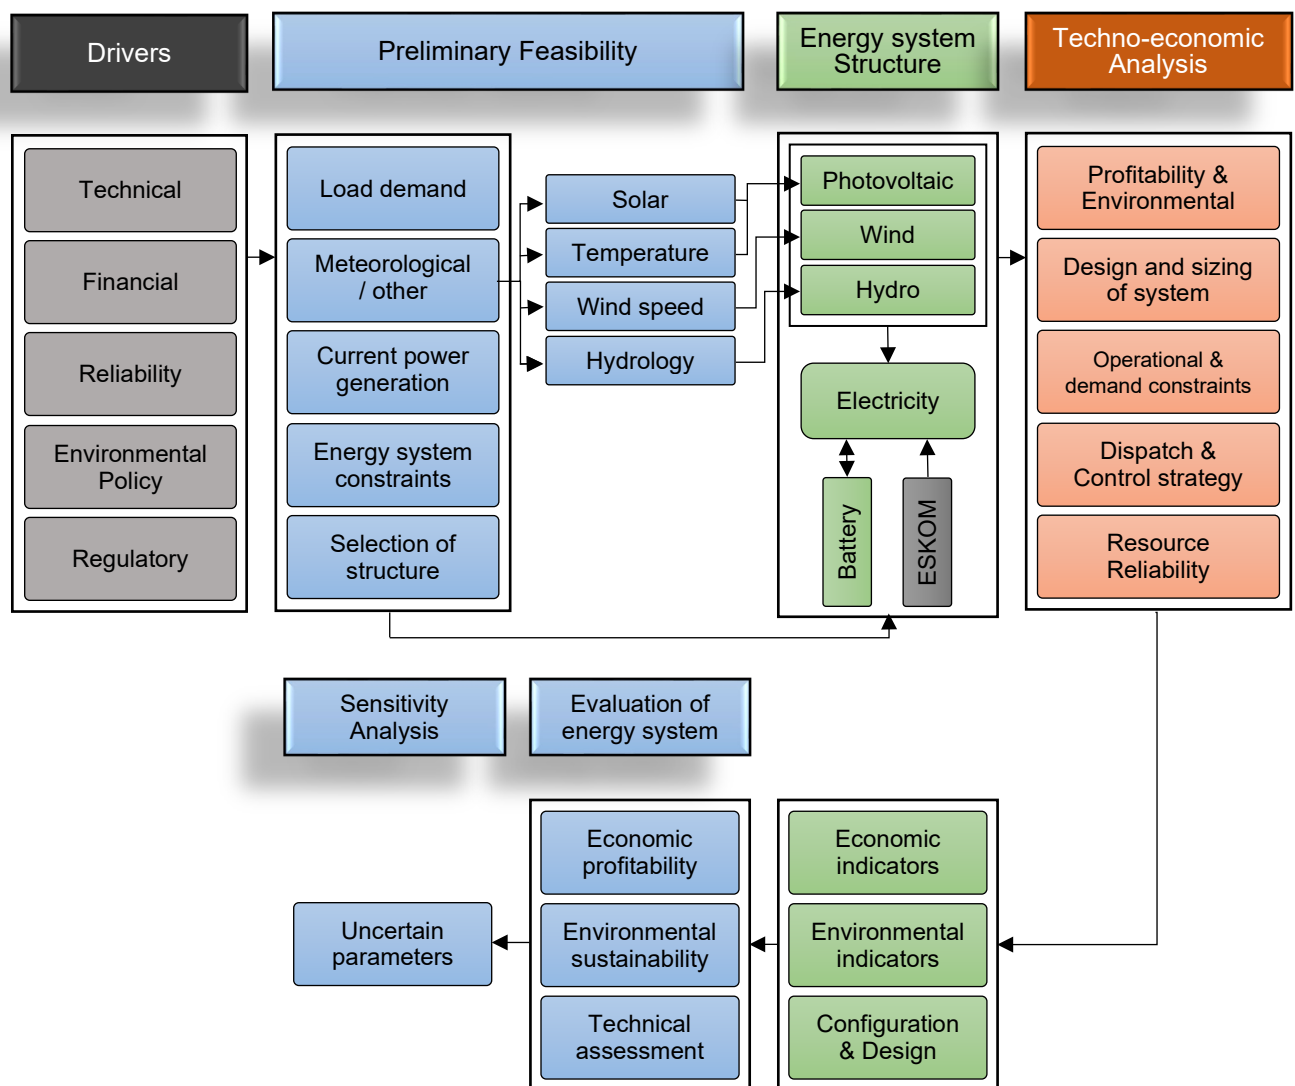 Drivers
Preliminary Feasibility
Energy system
Structure
Techno-economic
Analysis
Technical
Financial
Reliability
Environmental
Policy
Regulatory
Load demand
Meteorological
/ other
Current power
generation
Energy system
constraints
Selection of
structure
Solar
Temperature
Wind speed
Hydrology
Photovoltaic
Wind
Hydro
Electricity
Battery
ESKOM
Profitability &
Environmental
Design and sizing
of system
Operational &
demand constraints
Dispatch &
Control strategy
Resource
Reliability
Sensitivity
Analysis
Evaluation of
energy system
Uncertain
parameters
Economic
profitability
Environmental
sustainability
Technical
assessment
Economic
indicators
Environmental
indicators
Configuration
& Design